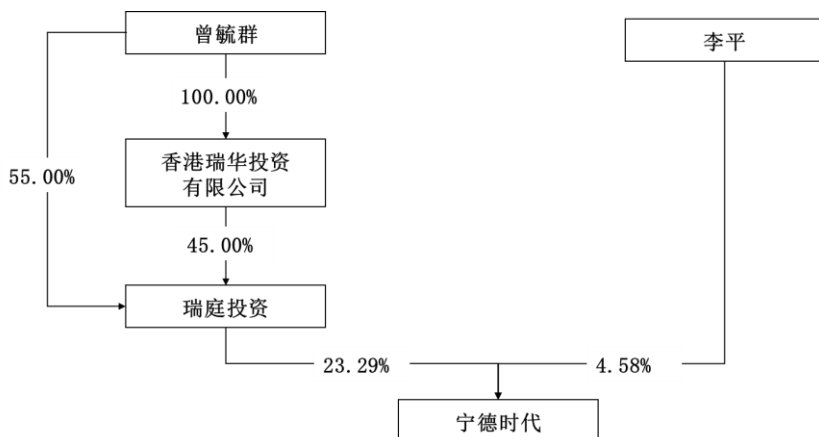 曾毓群
李平
100.00%
香港瑞华投资
有限公司
55.00%
45.00%
瑞庭投资
23.29%
4.58%
宁德时代